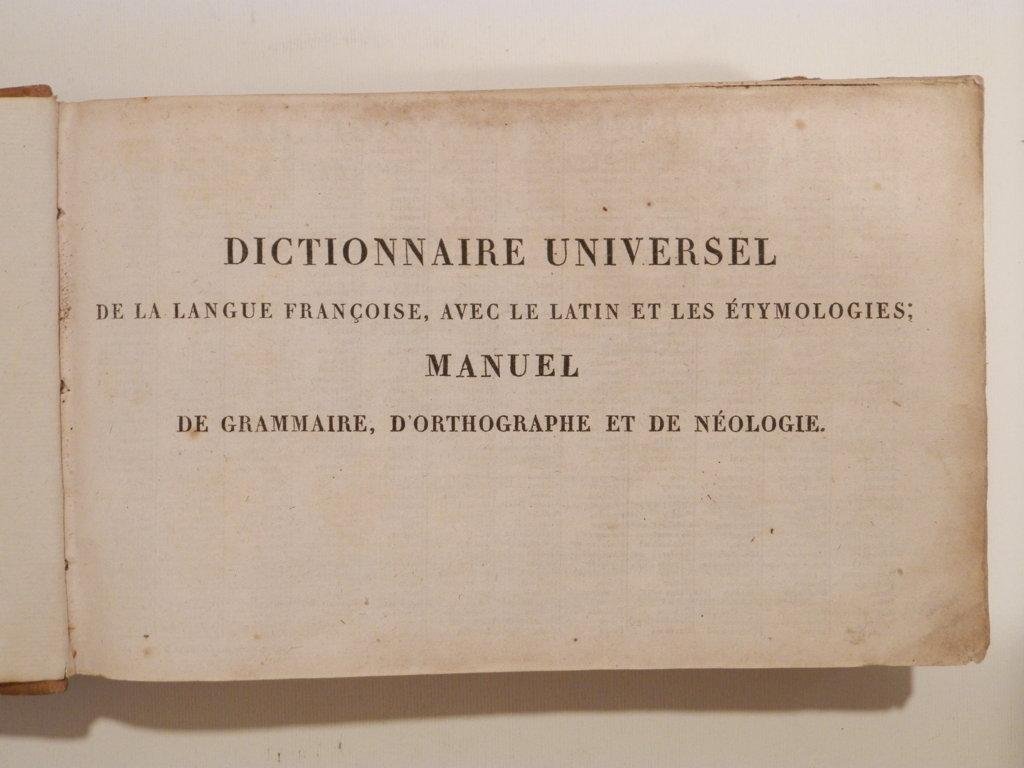 DICTIONNAIRE UNIVERSEL
DE LA LANGUE FRANÇOISE, AVEC LE LATIN ET LES ÉTYMOLOGIES;
MANUEL
DE GRAMMAIRE, D'ORTHOGRAPHE ET DE NÉOLOGIE.